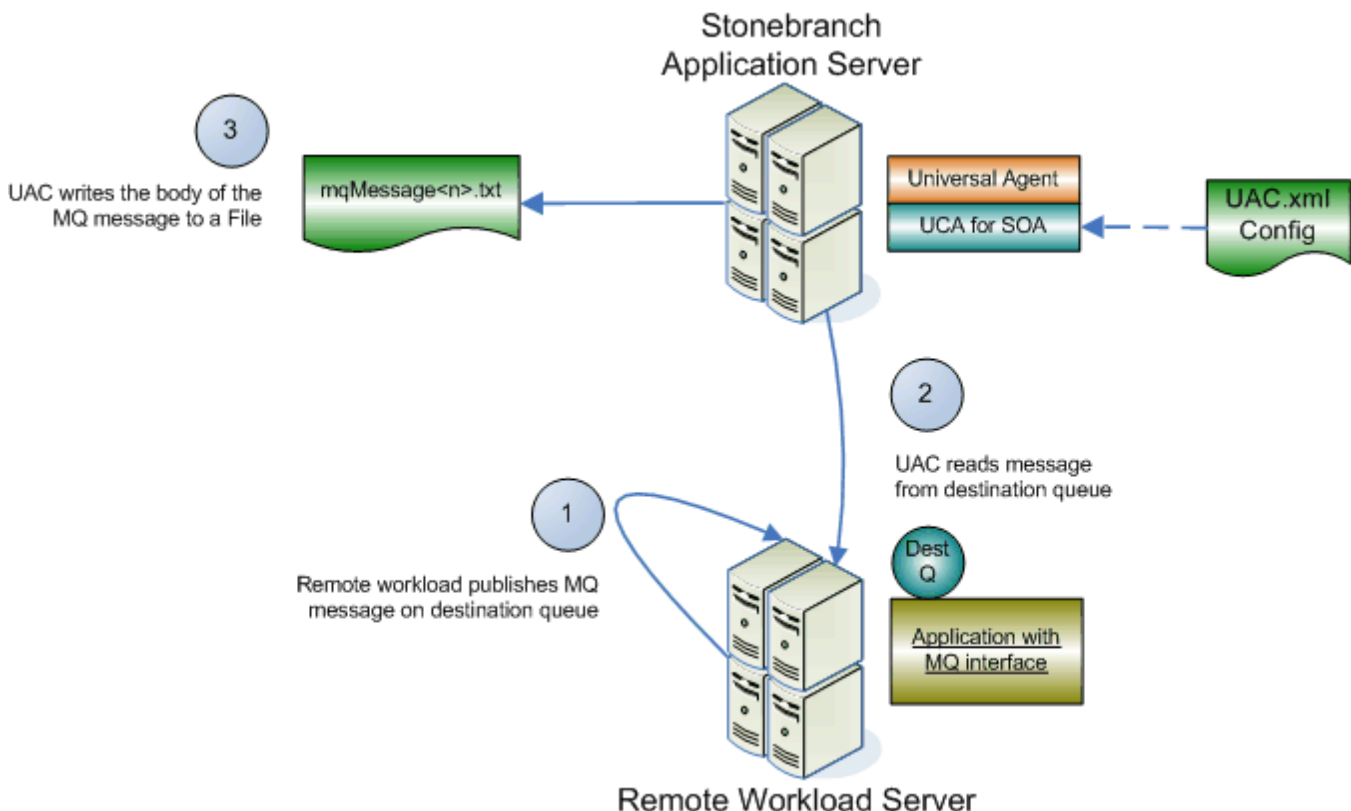 Stonebranch
Application Server
3
UAC writes the body of the
MQ message to a File
mqMessage<n>.txt
Universal Agent
UCA for SOA
UAC.xml
Config
2
UAC reads message
from destination queue
1
Remote workload publishes MQ
message on destination queue
Dest
Q
Application with
MQ interface
Remote Workload Server